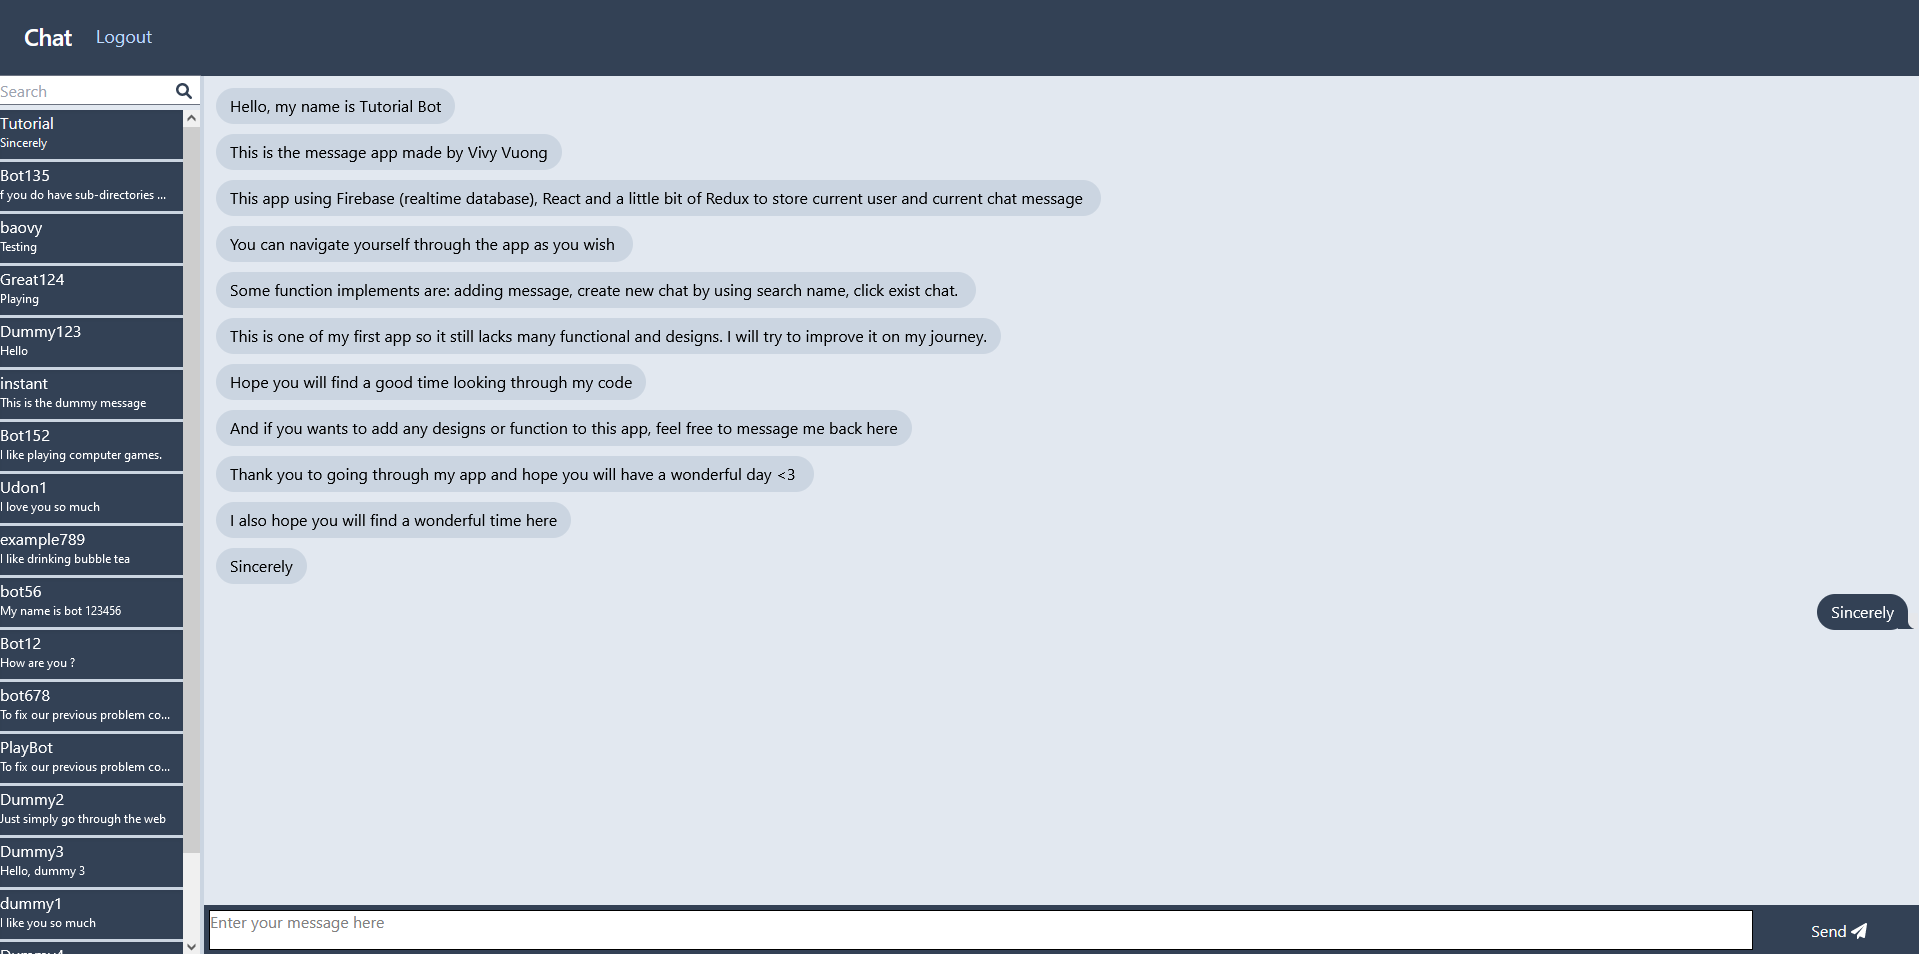 Chat Logout
Search
Tutorial
Sincerely
Bot135
f you do have sub-directories ...
baovy
Testing
Great124
Playing
Dummy123
Hello
instant
This is the dummy message
Bot152
I like playing computer games.
Udon1
I love you so much
example789
I like drinking bubble tea
bot56
My name is bot 123456
Bot12
How are you ?
bot678
To fix our previous problem co...
PlayBot
To fix our previous problem co...
Dummy2
Just simply go through the web
Dummy3
Hello, dummy 3
dummy1
I like you so much
Dummy4
Hello, my name is Tutorial Bot
This is the message app made by Vivy Vuong
This app using Firebase (realtime database), React and a little bit of Redux to store current user and current chat message
You can navigate yourself through the app as you wish
Some function implements are: adding message, create new chat by using search name, click exist chat.
This is one of my first app so it still lacks many functional and designs. I will try to improve it on my journey.
Hope you will find a good time looking through my code
And if you wants to add any designs or function to this app, feel free to message me back here
Thank you to going through my app and hope you will have a wonderful day <3
I also hope you will find a wonderful time here
Sincerely
Sincerely
Enter your message here
Send